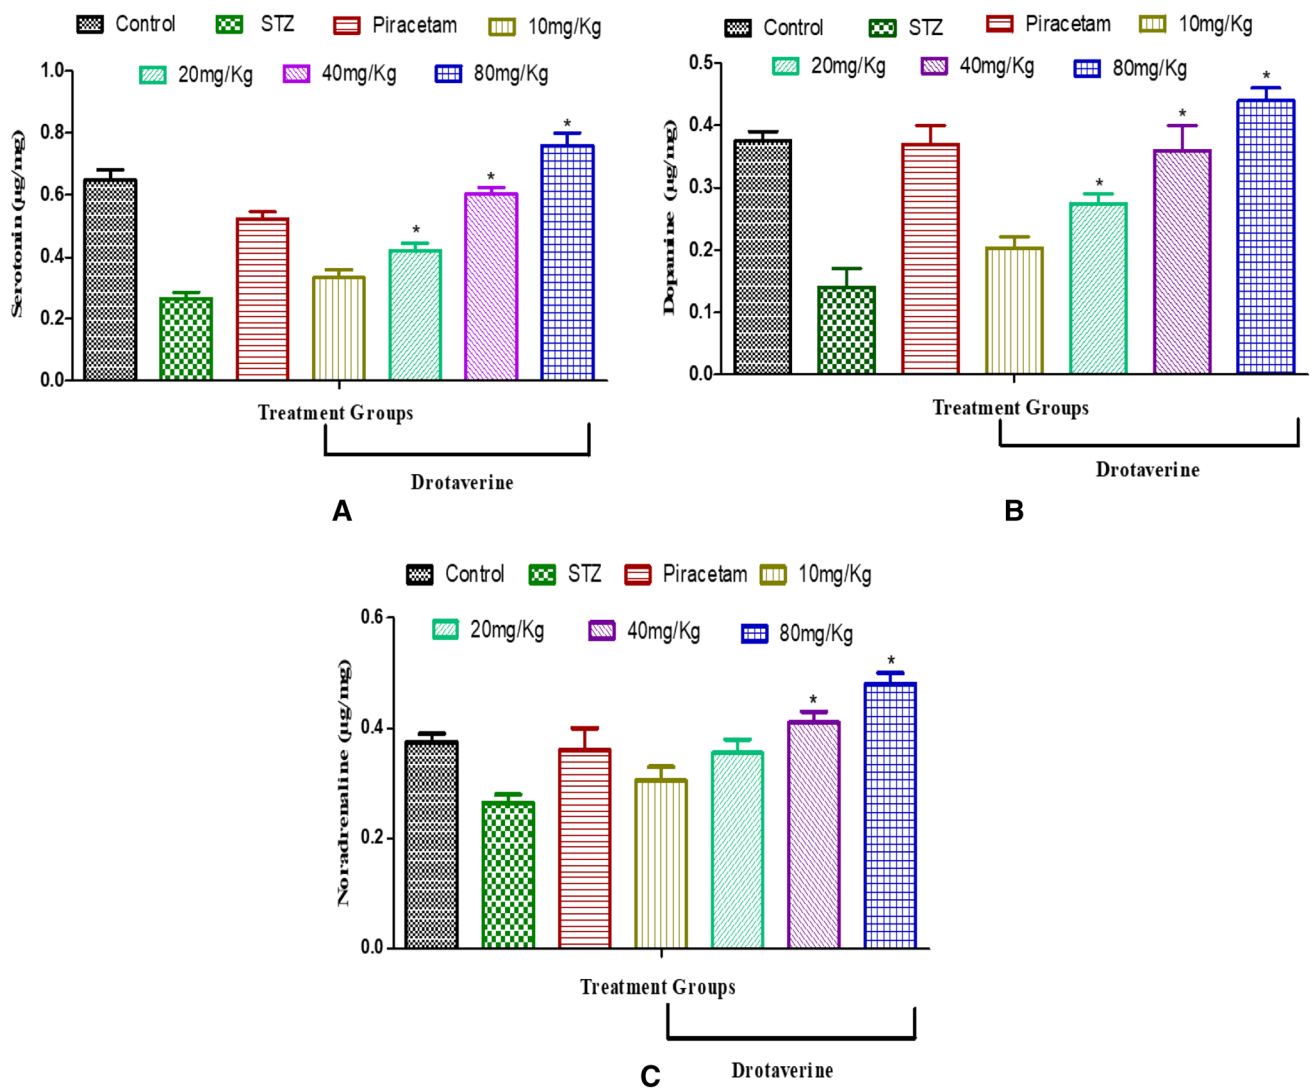 Control STZ Piracetam 10mg/Kg
20mg/Kg 40mg/Kg 80mg/Kg
1.0
0.8
0.6
0.4
0.2
0.0
Serotonin (µg/mg)
* * *
Treatment Groups
Drotaverine
A
Control STZ Piracetam 10mg/Kg
20mg/Kg 40mg/Kg 80mg/Kg
0.5
0.4
0.3
0.2
0.1
0.0
Dopamine (µg/mg)
* * *
Treatment Groups
Drotaverine
B
Control STZ Piracetam 10mg/Kg
20mg/Kg 40mg/Kg 80mg/Kg
0.6
0.4
0.2
0.0
Noradrenaline (µg/mg)
* *
Treatment Groups
Drotaverine
C